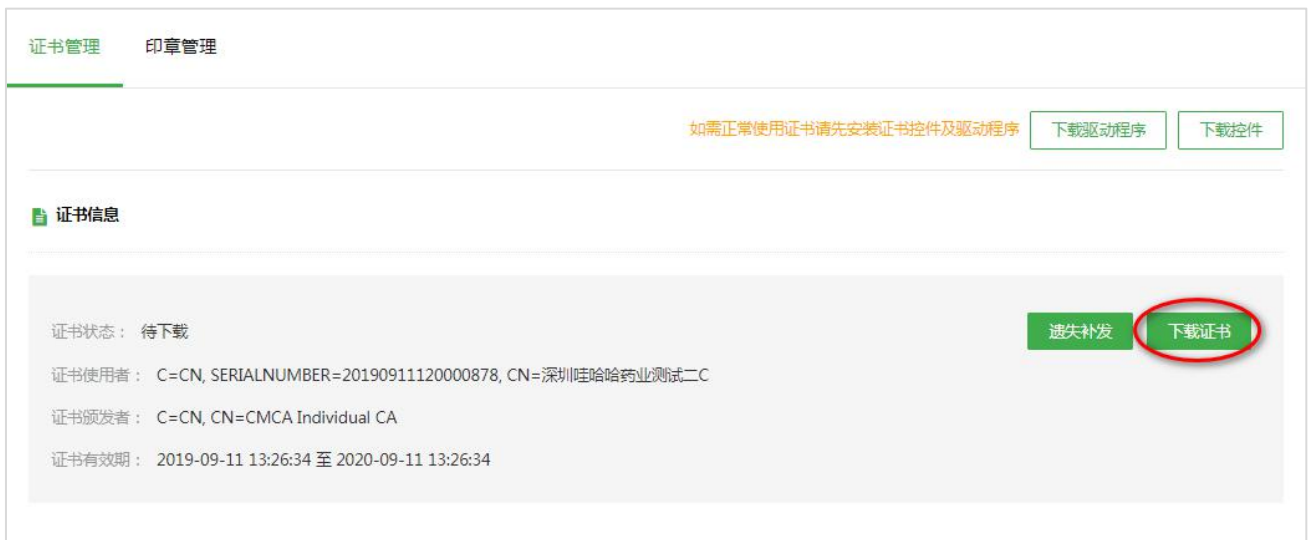 证书管理 印章管理
如需正常使用证书请先安装证书控件及驱动程序 下载驱动程序 下载控件
证书信息
证书状态： 待下载 遗失补发 下载证书
证书使用者： C=CN, SERIALNUMBER=20190911120000878, CN=深圳哇哈哈药业测试二C
证书颁发者： C=CN, CN=CMCA Individual CA
证书有效期： 2019-09-11 13:26:34 至 2020-09-11 13:26:34